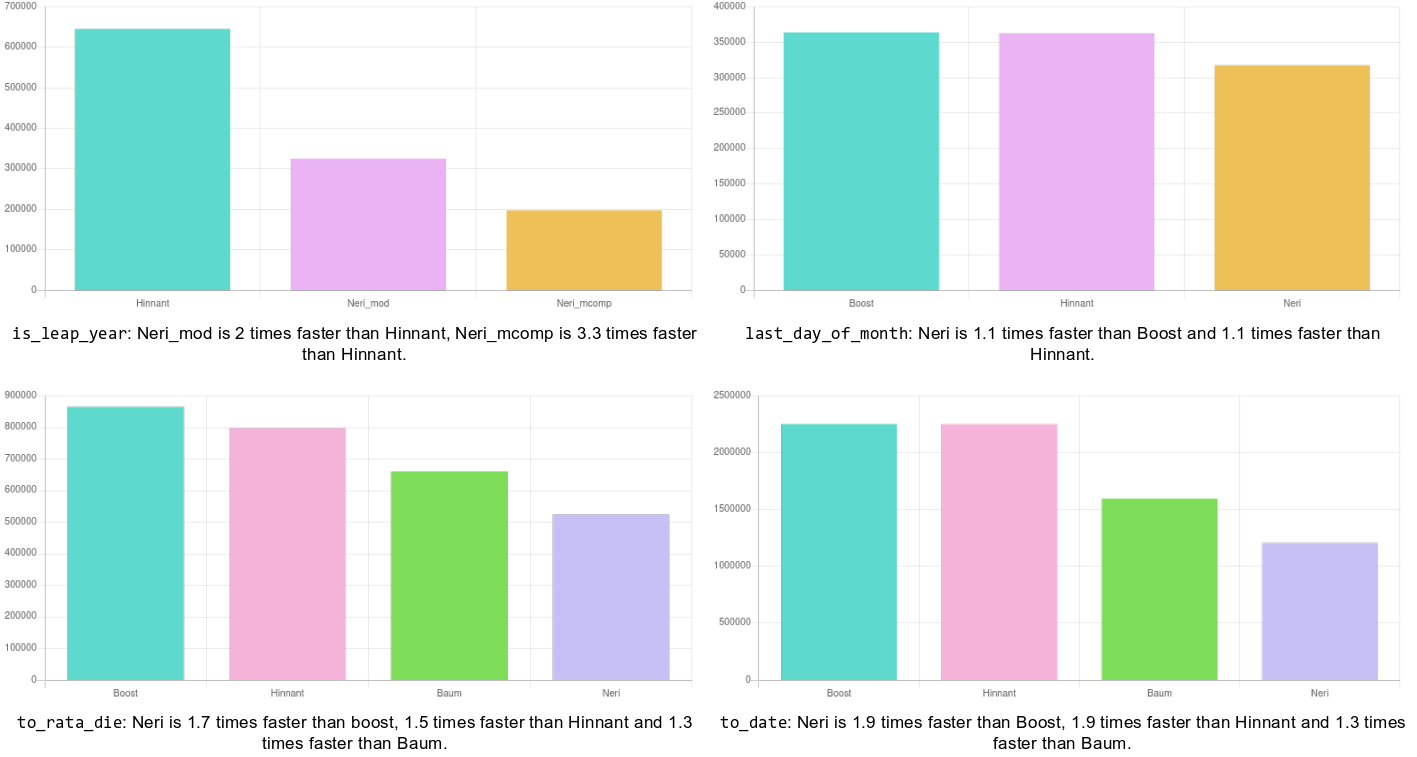 700000
600000
500000
400000
300000
200000
100000
0
Hinnant
Neri_mod
Neri_mcomp
is_leap_year: Neri_mod is 2 times faster than Hinnant, Neri_mcomp is 3.3 times faster
than Hinnant.
400000
350000
300000
250000
200000
150000
100000
50000
0
Boost
Hinnant
Neri
last_day_of_month: Neri is 1.1 times faster than Boost and 1.1 times faster than
Hinnant.
900000
800000
700000
600000
500000
400000
300000
200000
100000
0
Boost
Hinnant
Baum
Neri
to_rata_die: Neri is 1.7 times faster than boost, 1.5 times faster than Hinnant and 1.3
times faster than Baum.
2500000
2000000
1500000
1000000
500000
0
Boost
Hinnant
Baum
Neri
to_date: Neri is 1.9 times faster than Boost, 1.9 times faster than Hinnant and 1.3 times
faster than Baum.